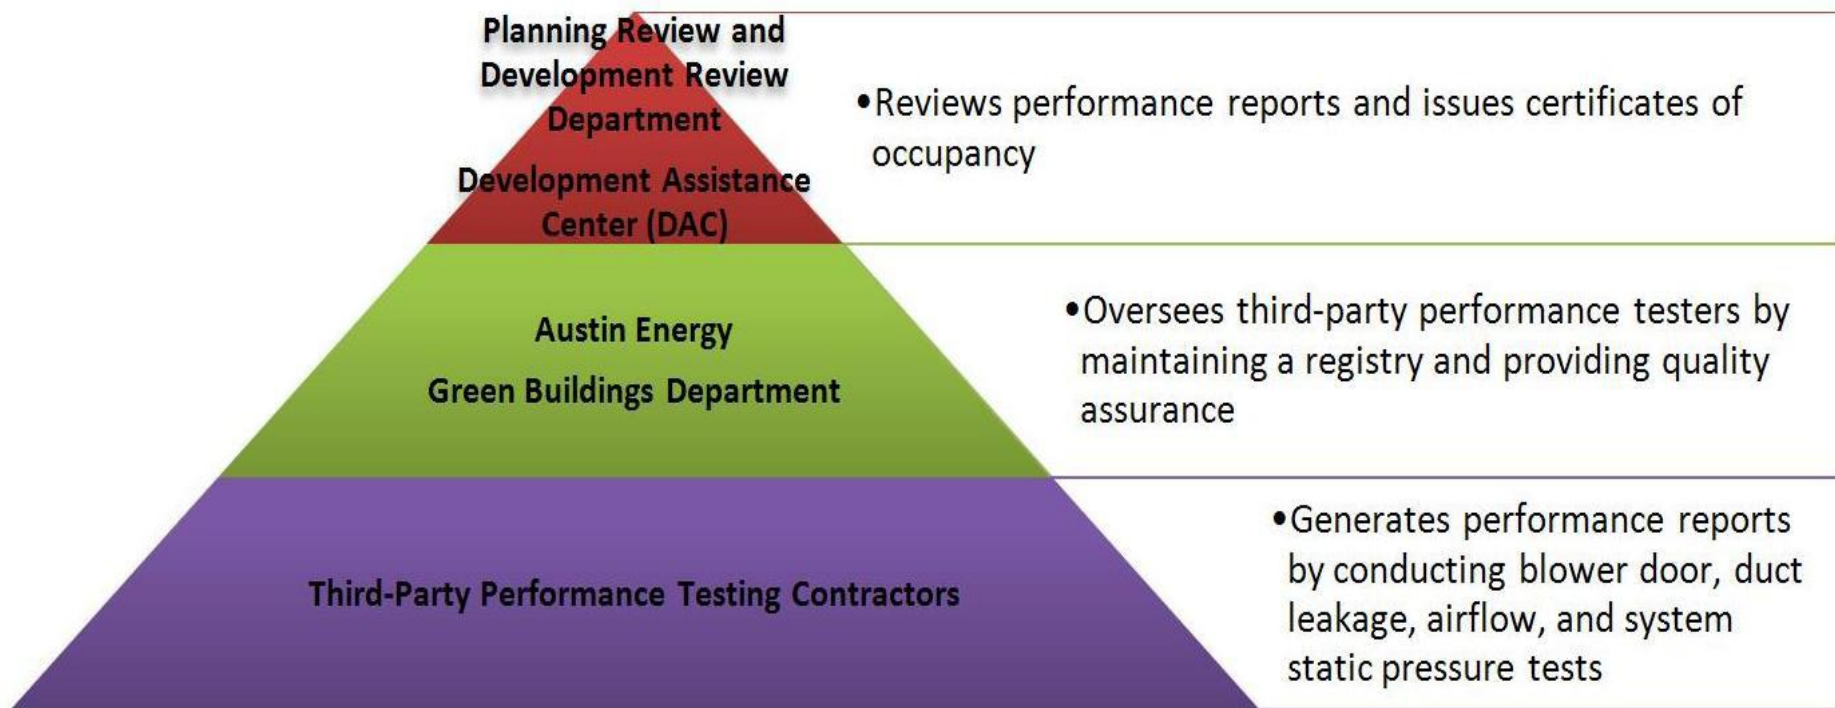 Planning Review and
Development Review
Department
Development Assistance
Center (DAC)
•Reviews performance reports and issues certificates of
occupancy
Austin Energy
Green Buildings Department
•Oversees third-party performance testers by
maintaining a registry and providing quality
assurance
Third-Party Performance Testing Contractors
•Generates performance reports
by conducting blower door, duct
leakage, airflow, and system
static pressure tests